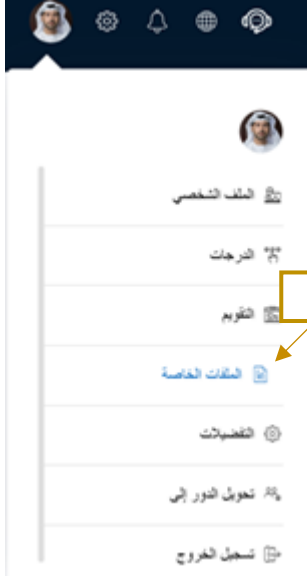 الملف الشخصي
الدرجات
التقويم
الملفات الخاصة
التفضيلات
تحويل الدور إلى
تسجيل الخروج